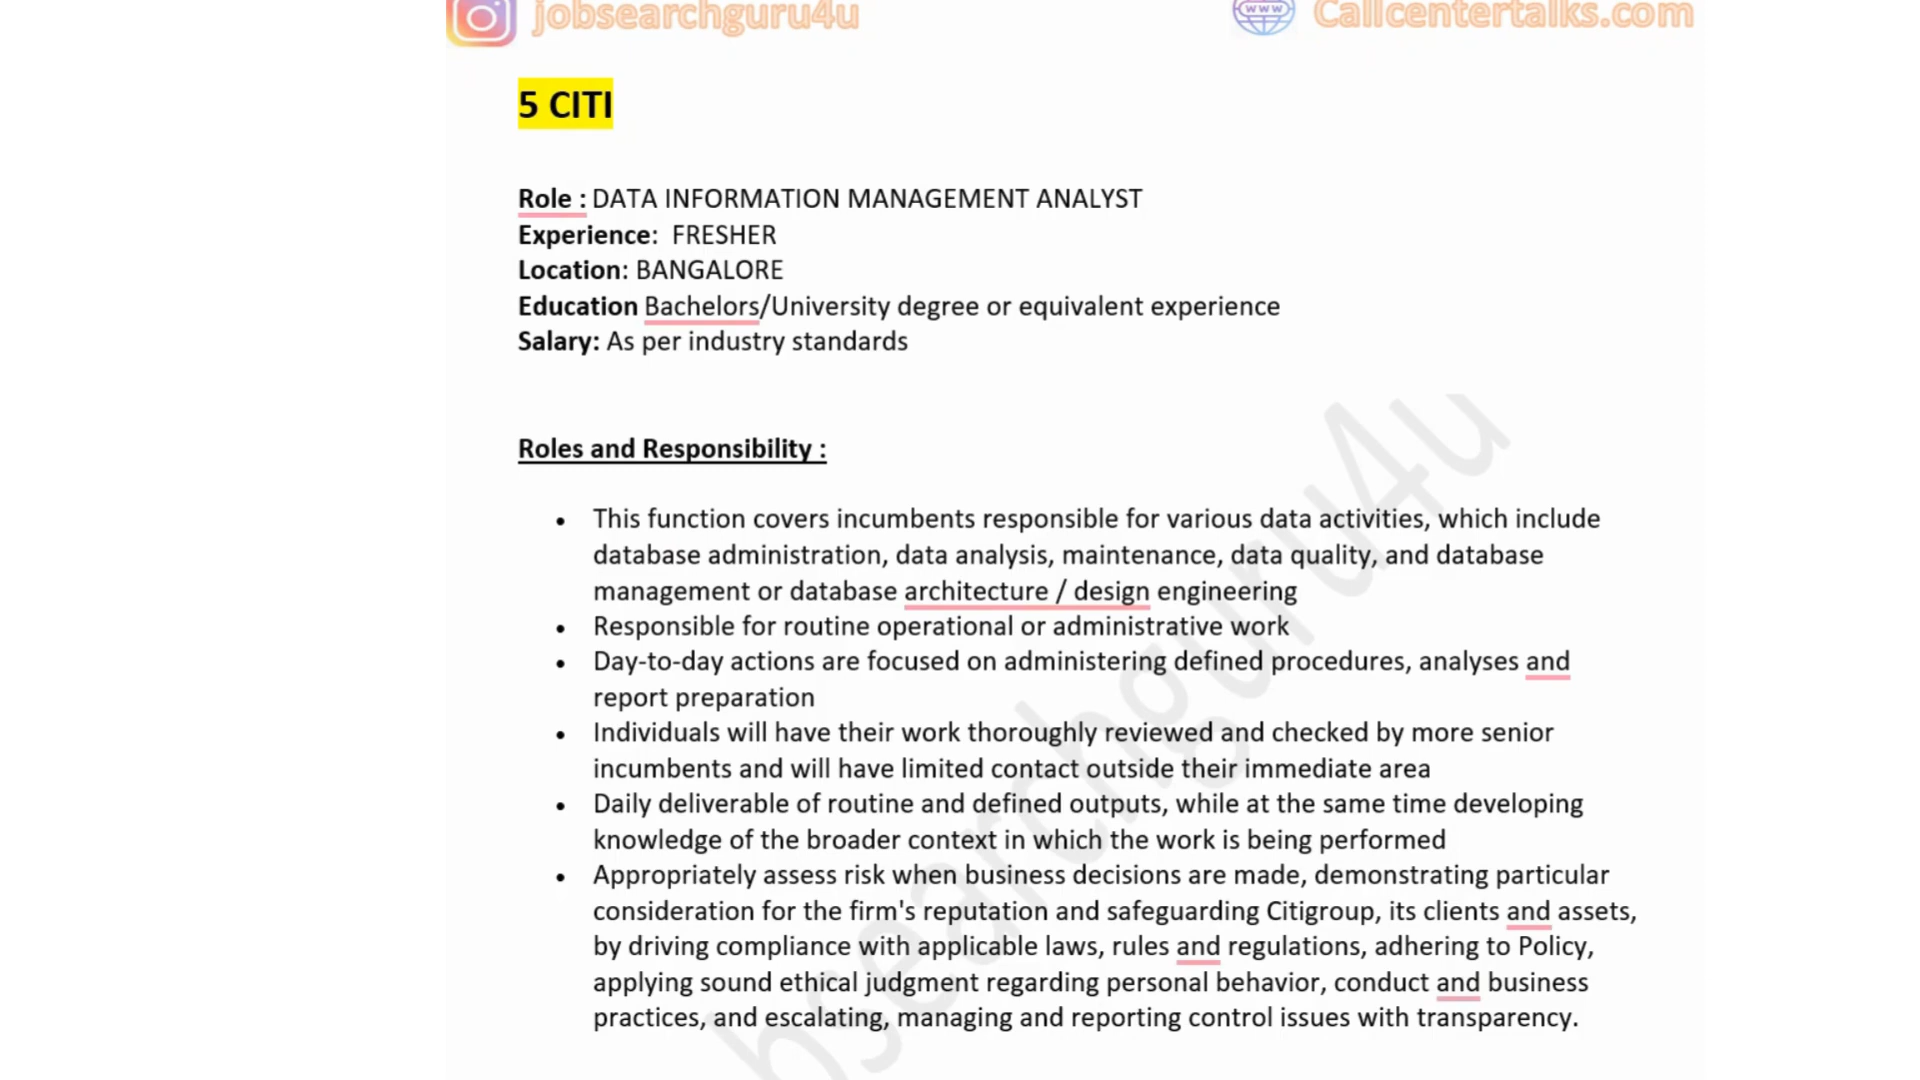 jobsearchguru4u
www
Callcentertalks.com
5 CITI
Role : DATA INFORMATION MANAGEMENT ANALYST
Experience: FRESHER
Location: BANGALORE
Education Bachelors/University degree or equivalent experience
Salary: As per industry standards
Roles and Responsibility :
• This function covers incumbents responsible for various data activities, which include
database administration, data analysis, maintenance, data quality, and database
management or database architecture / design engineering
• Responsible for routine operational or administrative work
• Day-to-day actions are focused on administering defined procedures, analyses and
report preparation
• Individuals will have their work thoroughly reviewed and checked by more senior
incumbents and will have limited contact outside their immediate area
• Daily deliverable of routine and defined outputs, while at the same time developing
knowledge of the broader context in which the work is being performed
• Appropriately assess risk when business decisions are made, demonstrating particular
consideration for the firm's reputation and safeguarding Citigroup, its clients and assets,
by driving compliance with applicable laws, rules and regulations, adhering to Policy,
applying sound ethical judgment regarding personal behavior, conduct and business
practices, and escalating, managing and reporting control issues with transparency.
bsearchguru4u